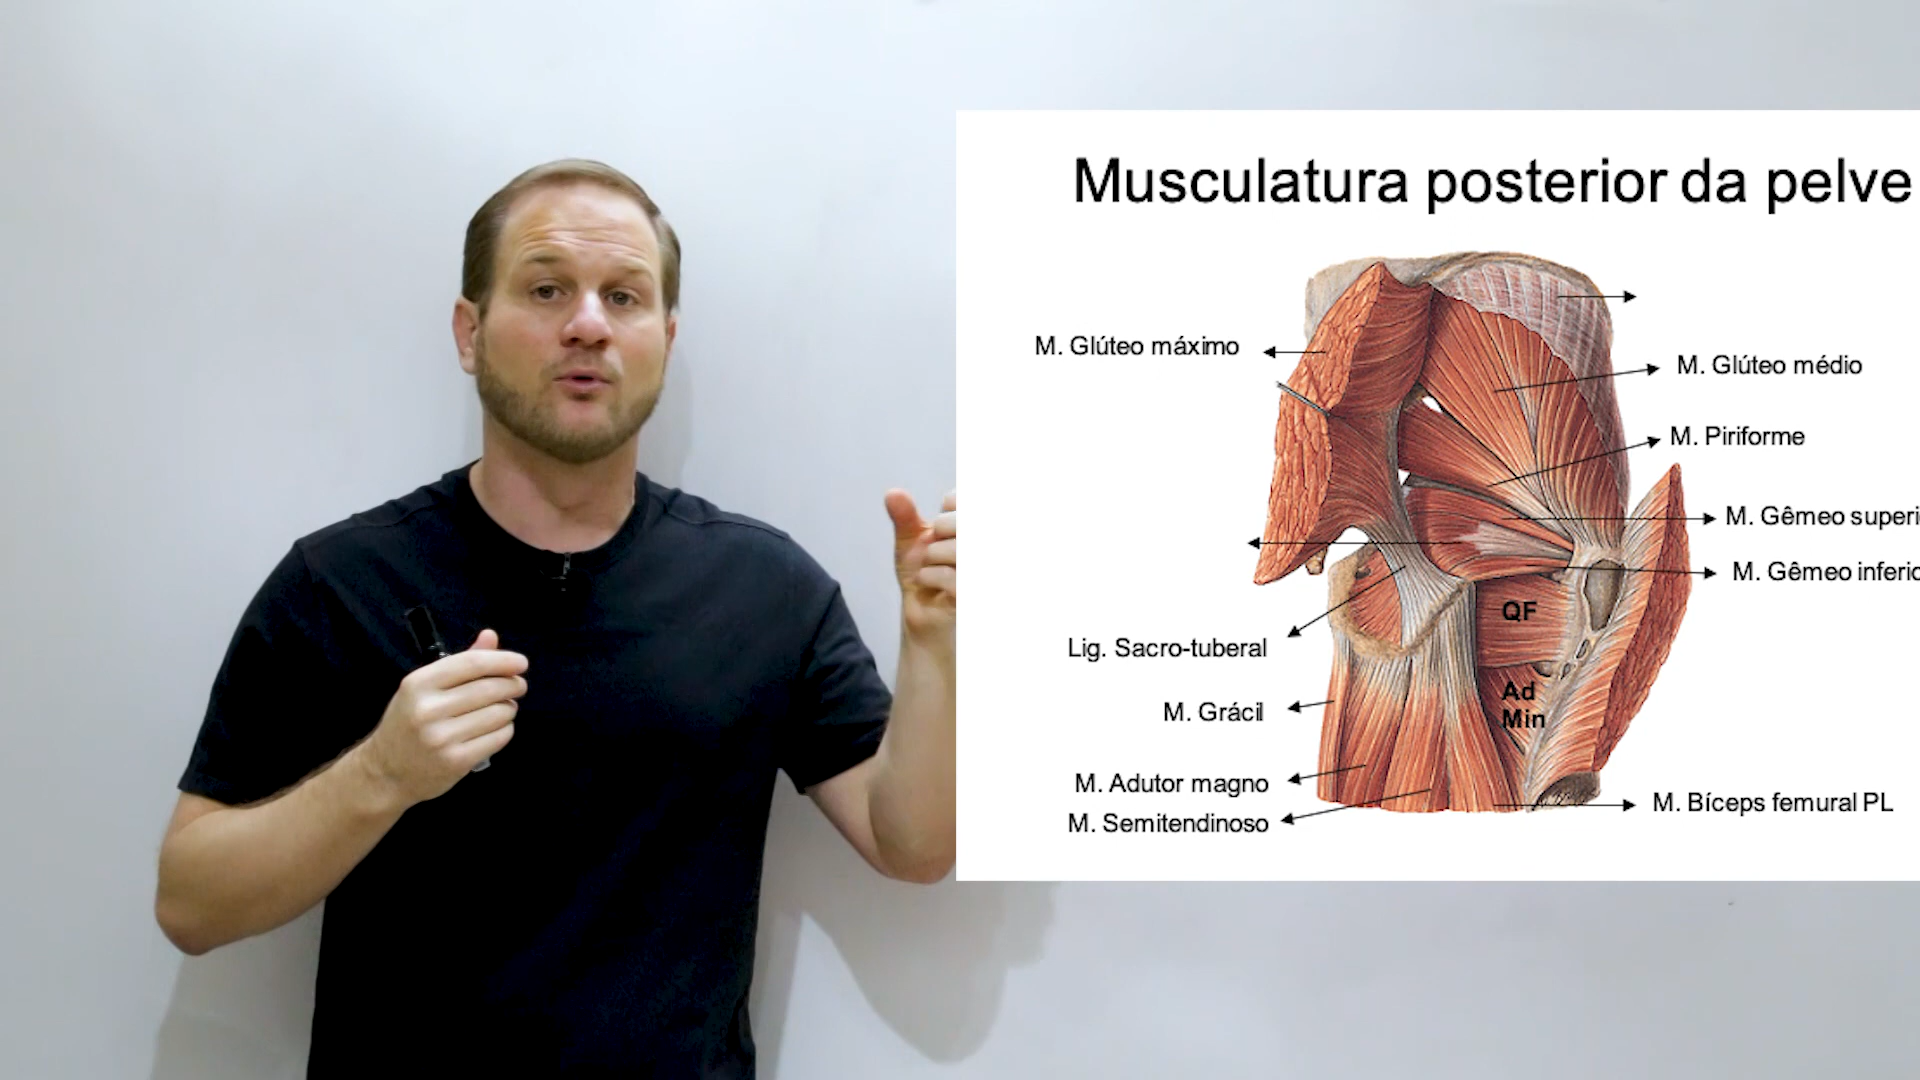 Musculatura posterior da pelve
M. Glúteo máximo
M. Glúteo médio
M. Piriforme
M. Gêmeo superi
M. Gêmeo inferio
QF
Lig. Sacro-tuberal
Ad
Min
M. Grácil
M. Adutor magno
M. Bíceps femural PL
M. Semitendinoso